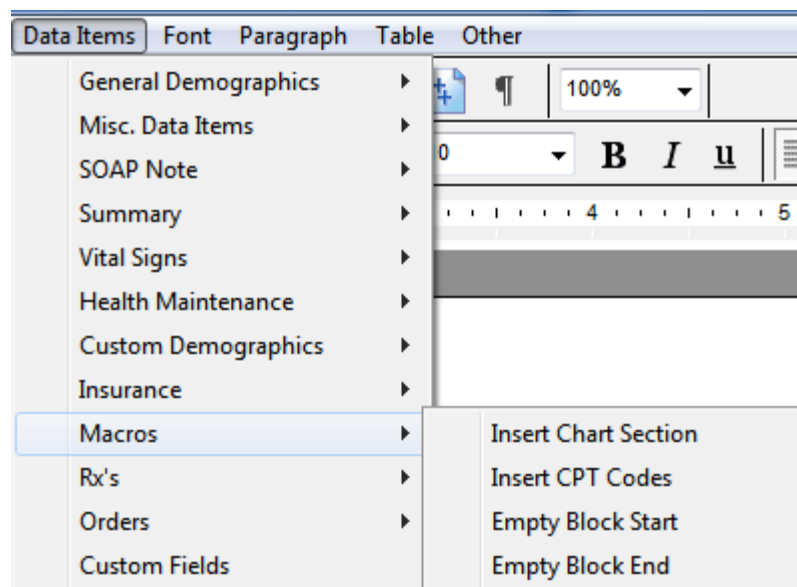 Data Items Font Paragraph Table Other
General Demographics
¶ 100%
Misc. Data Items
SOAP Note
0 B I u
Summary
4 5
Vital Signs
Health Maintenance
Custom Demographics
Insurance
Macros
Insert Chart Section
Rx's
Insert CPT Codes
Orders
Empty Block Start
Custom Fields
Empty Block End